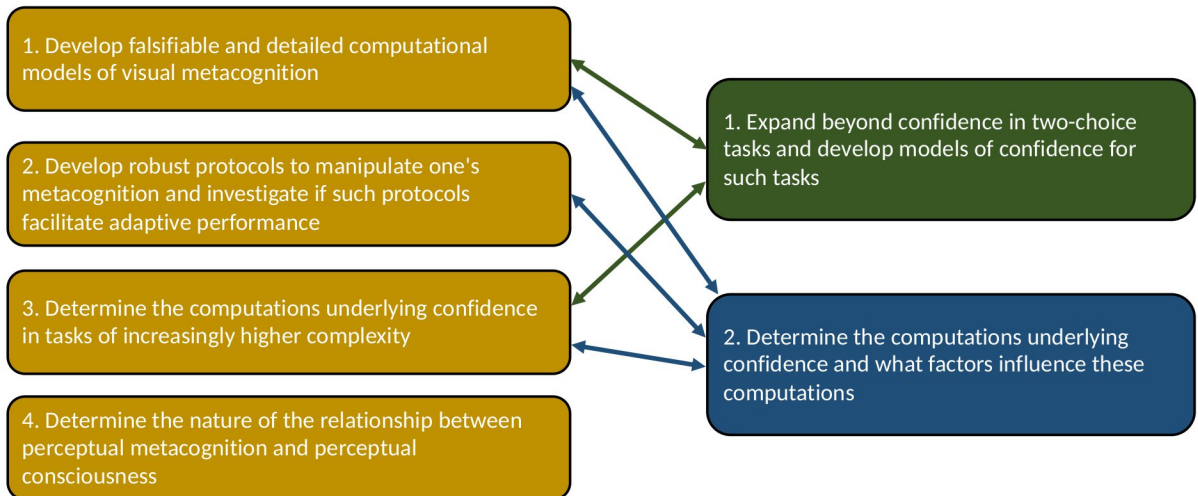 1. Develop falsifiable and detailed computational
models of visual metacognition
2. Develop robust protocols to manipulate one's
metacognition and investigate if such protocols
facilitate adaptive performance
3. Determine the computations underlying confidence
in tasks of increasingly higher complexity
4. Determine the nature of the relationship between
perceptual metacognition and perceptual
consciousness
1. Expand beyond confidence in two-choice
tasks and develop models of confidence for
such tasks
2. Determine the computations underlying
confidence and what factors influence these
computations